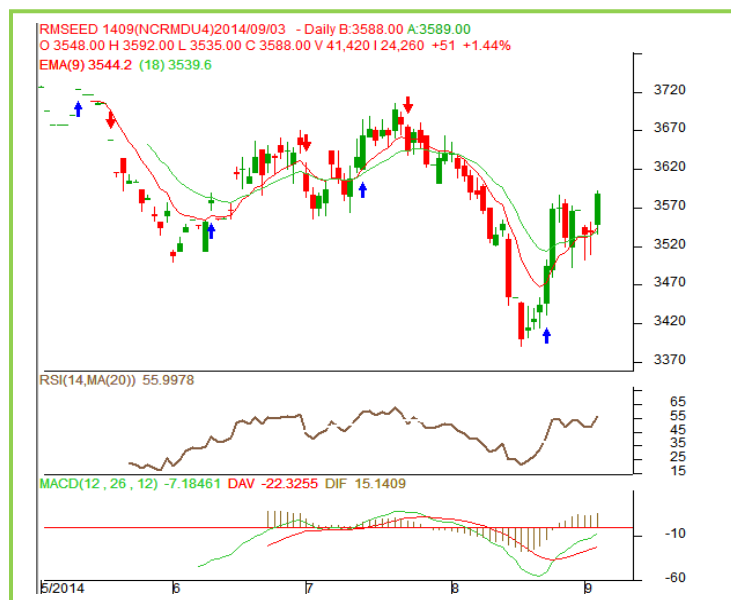 RMSEED 1409(NCRMDU4)2014/09/03 - Daily B:3588.00 A:3589.00
O 3548.00 H 3592.00 L 3535.00 C 3588.00 V 41,420 I 24,260 +51 +1.44%
EMA(9) 3544.2 (18) 3539.6
3720
3670
3620
3570
3520
3470
3420
3370
RSI(14,MA(20)) 55.9978
65
55
45
35
25
15
MACD(12 , 26 , 12) -7.18461 DAV -22.3255 DIF 15.1409
-10
-60
5/2014 6 7 8 9